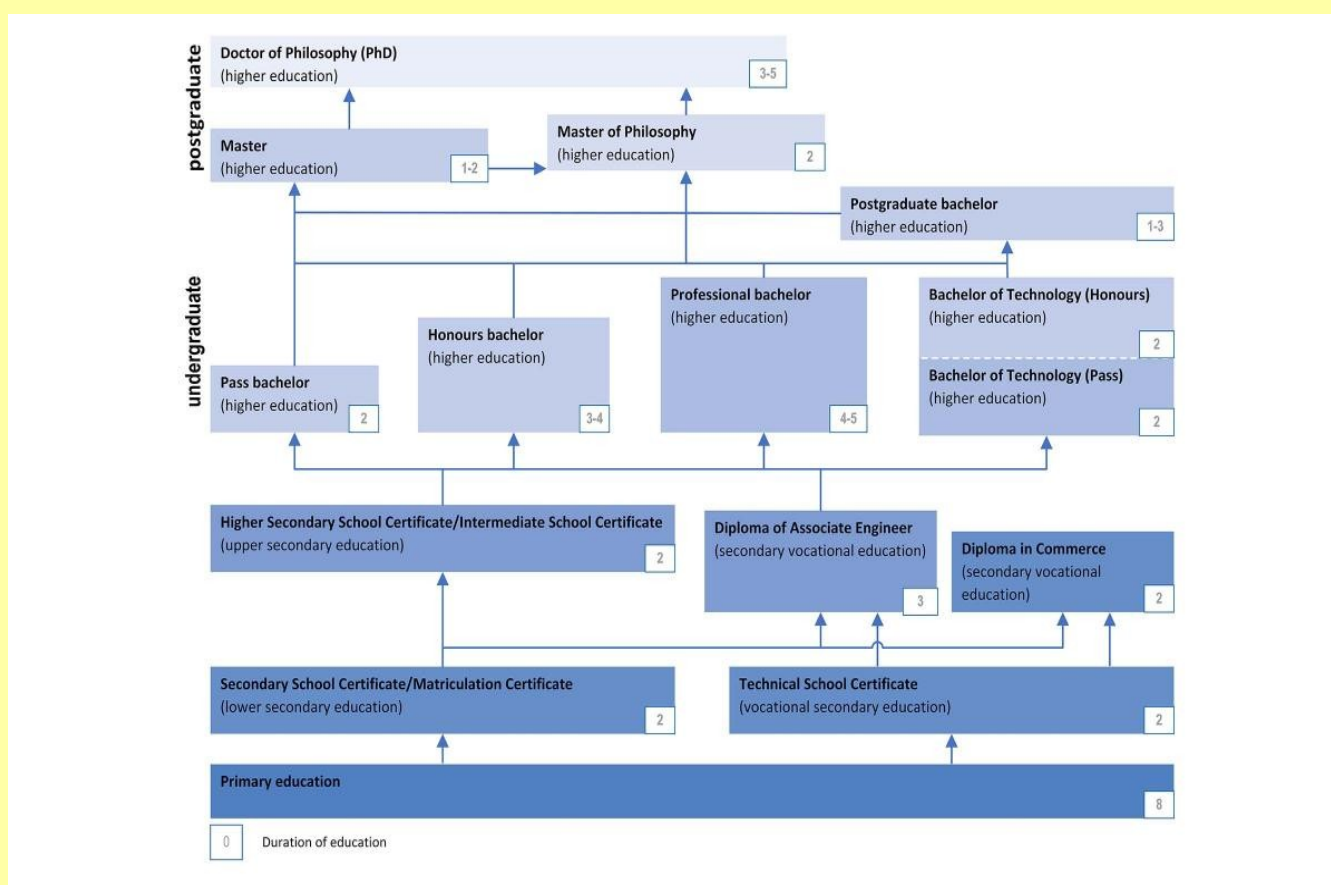 postgraduate
Doctor of Philosophy (PhD)
(higher education)
3-5
Master
(higher education)
1-2
Master of Philosophy
(higher education)
2
Postgraduate bachelor
(higher education)
1-3
undergraduate
Pass bachelor
(higher education)
2
Honours bachelor
(higher education)
3-4
Professional bachelor
(higher education)
4-5
Bachelor of Technology (Honours)
(higher education)
2
Bachelor of Technology (Pass)
(higher education)
2
Higher Secondary School Certificate/Intermediate School Certificate
(upper secondary education)
2
Diploma of Associate Engineer
(secondary vocational education)
3
Diploma in Commerce
(secondary vocational
education)
2
Secondary School Certificate/Matriculation Certificate
(lower secondary education)
2
Technical School Certificate
(vocational secondary education)
2
Primary education
8
0
Duration of education